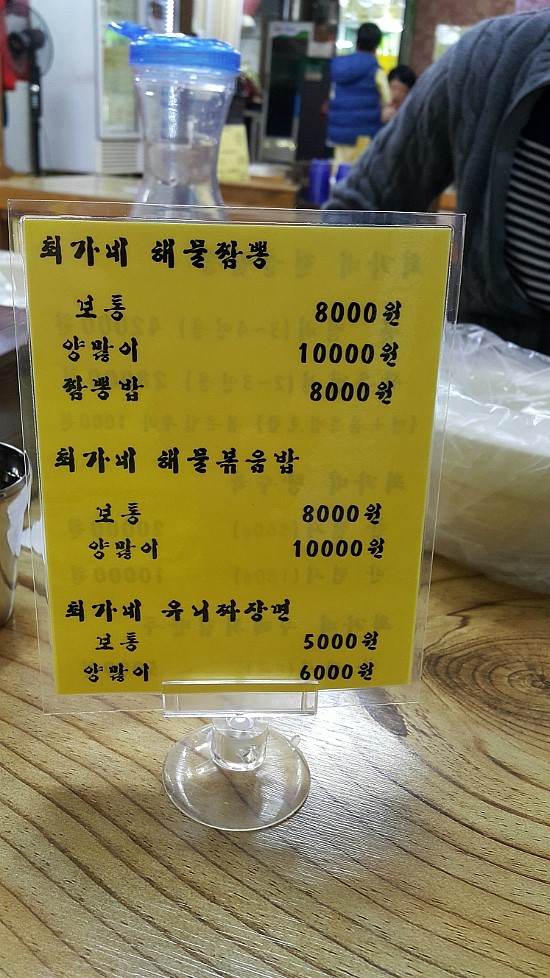 최가네 해물짬뽕
보통 8000원
양많이 10000원
짬뽕밥 8000원
최가네 해물볶음밥
보통 8000원
양많이 10000원
최가네 유니짜장면
보통 5000원
양많이 6000원